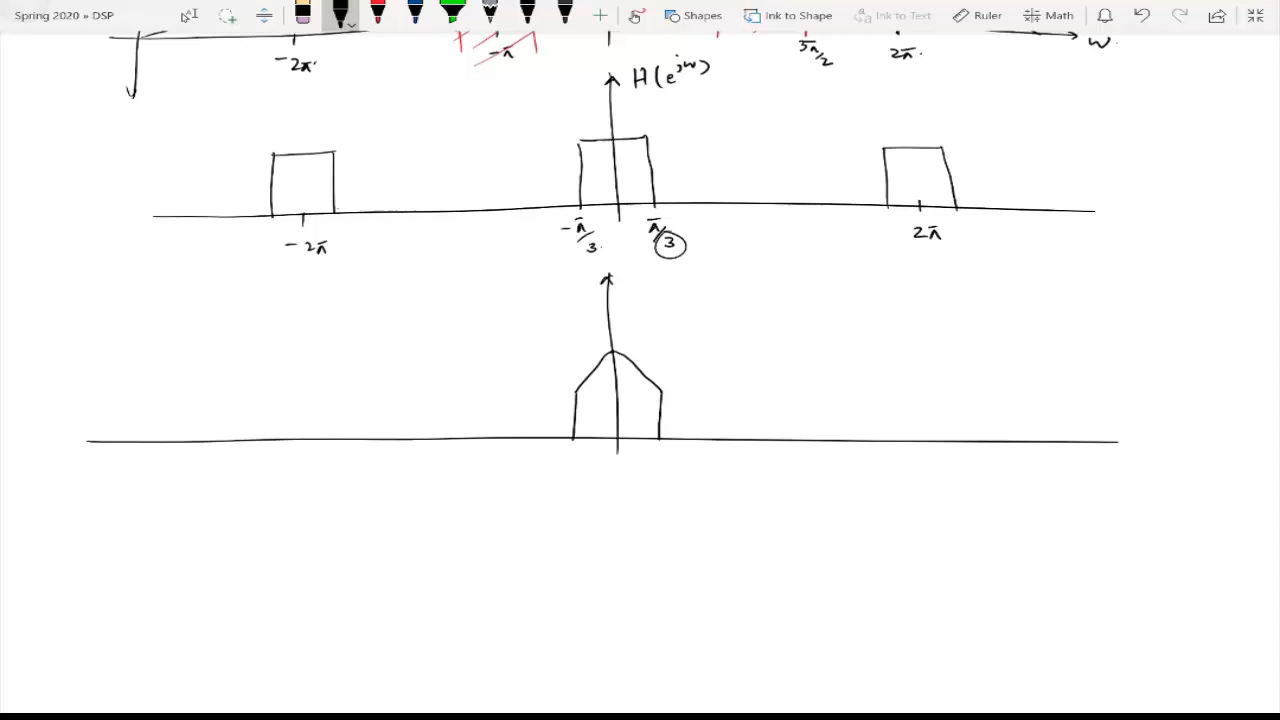 Spring 2020 » DSP
Shapes
Ink to Shape
Ink to Text
Ruler
Math
-2π
-π
3π/2
2π
ω
H(e^jω)
-2π
-π/3
π/3
2π